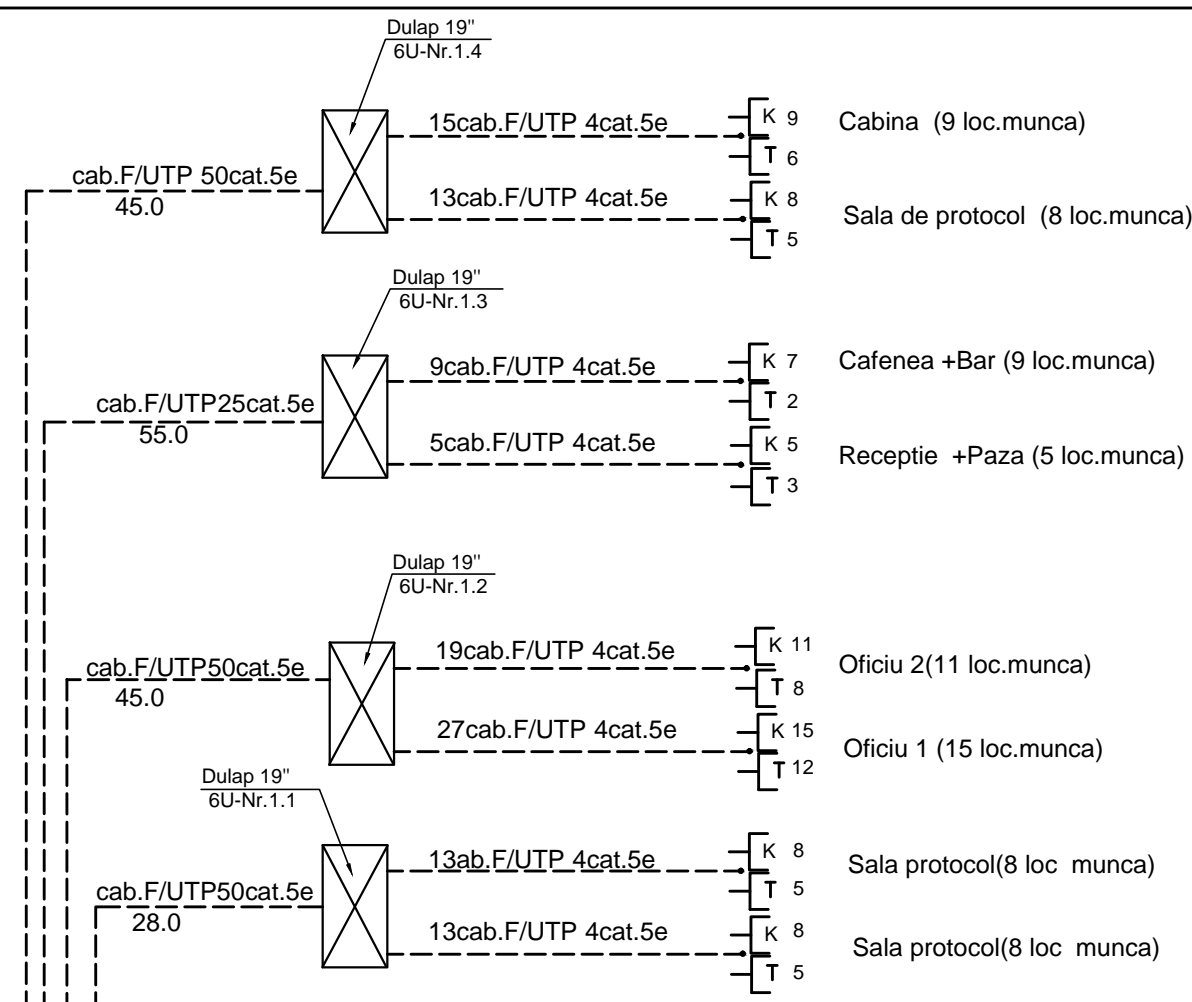 Dulap 19"
6U-Nr.1.4
15cab.F/UTP 4cat.5e
K 9
T 6
Cabina (9 loc.munca)
cab.F/UTP 50cat.5e
45.0
13cab.F/UTP 4cat.5e
K 8
T 5
Sala de protocol (8 loc.munca)
Dulap 19"
6U-Nr.1.3
9cab.F/UTP 4cat.5e
K 7
T 2
Cafenea +Bar (9 loc.munca)
cab.F/UTP25cat.5e
55.0
5cab.F/UTP 4cat.5e
K 5
T 3
Receptie +Paza (5 loc.munca)
Dulap 19"
6U-Nr.1.2
19cab.F/UTP 4cat.5e
K 11
T 8
Oficiu 2(11 loc.munca)
cab.F/UTP50cat.5e
45.0
27cab.F/UTP 4cat.5e
K 15
T 12
Oficiu 1 (15 loc.munca)
Dulap 19"
6U-Nr.1.1
13ab.F/UTP 4cat.5e
K 8
T 5
Sala protocol(8 loc munca)
cab.F/UTP50cat.5e
28.0
13cab.F/UTP 4cat.5e
K 8
T 5
Sala protocol(8 loc munca)